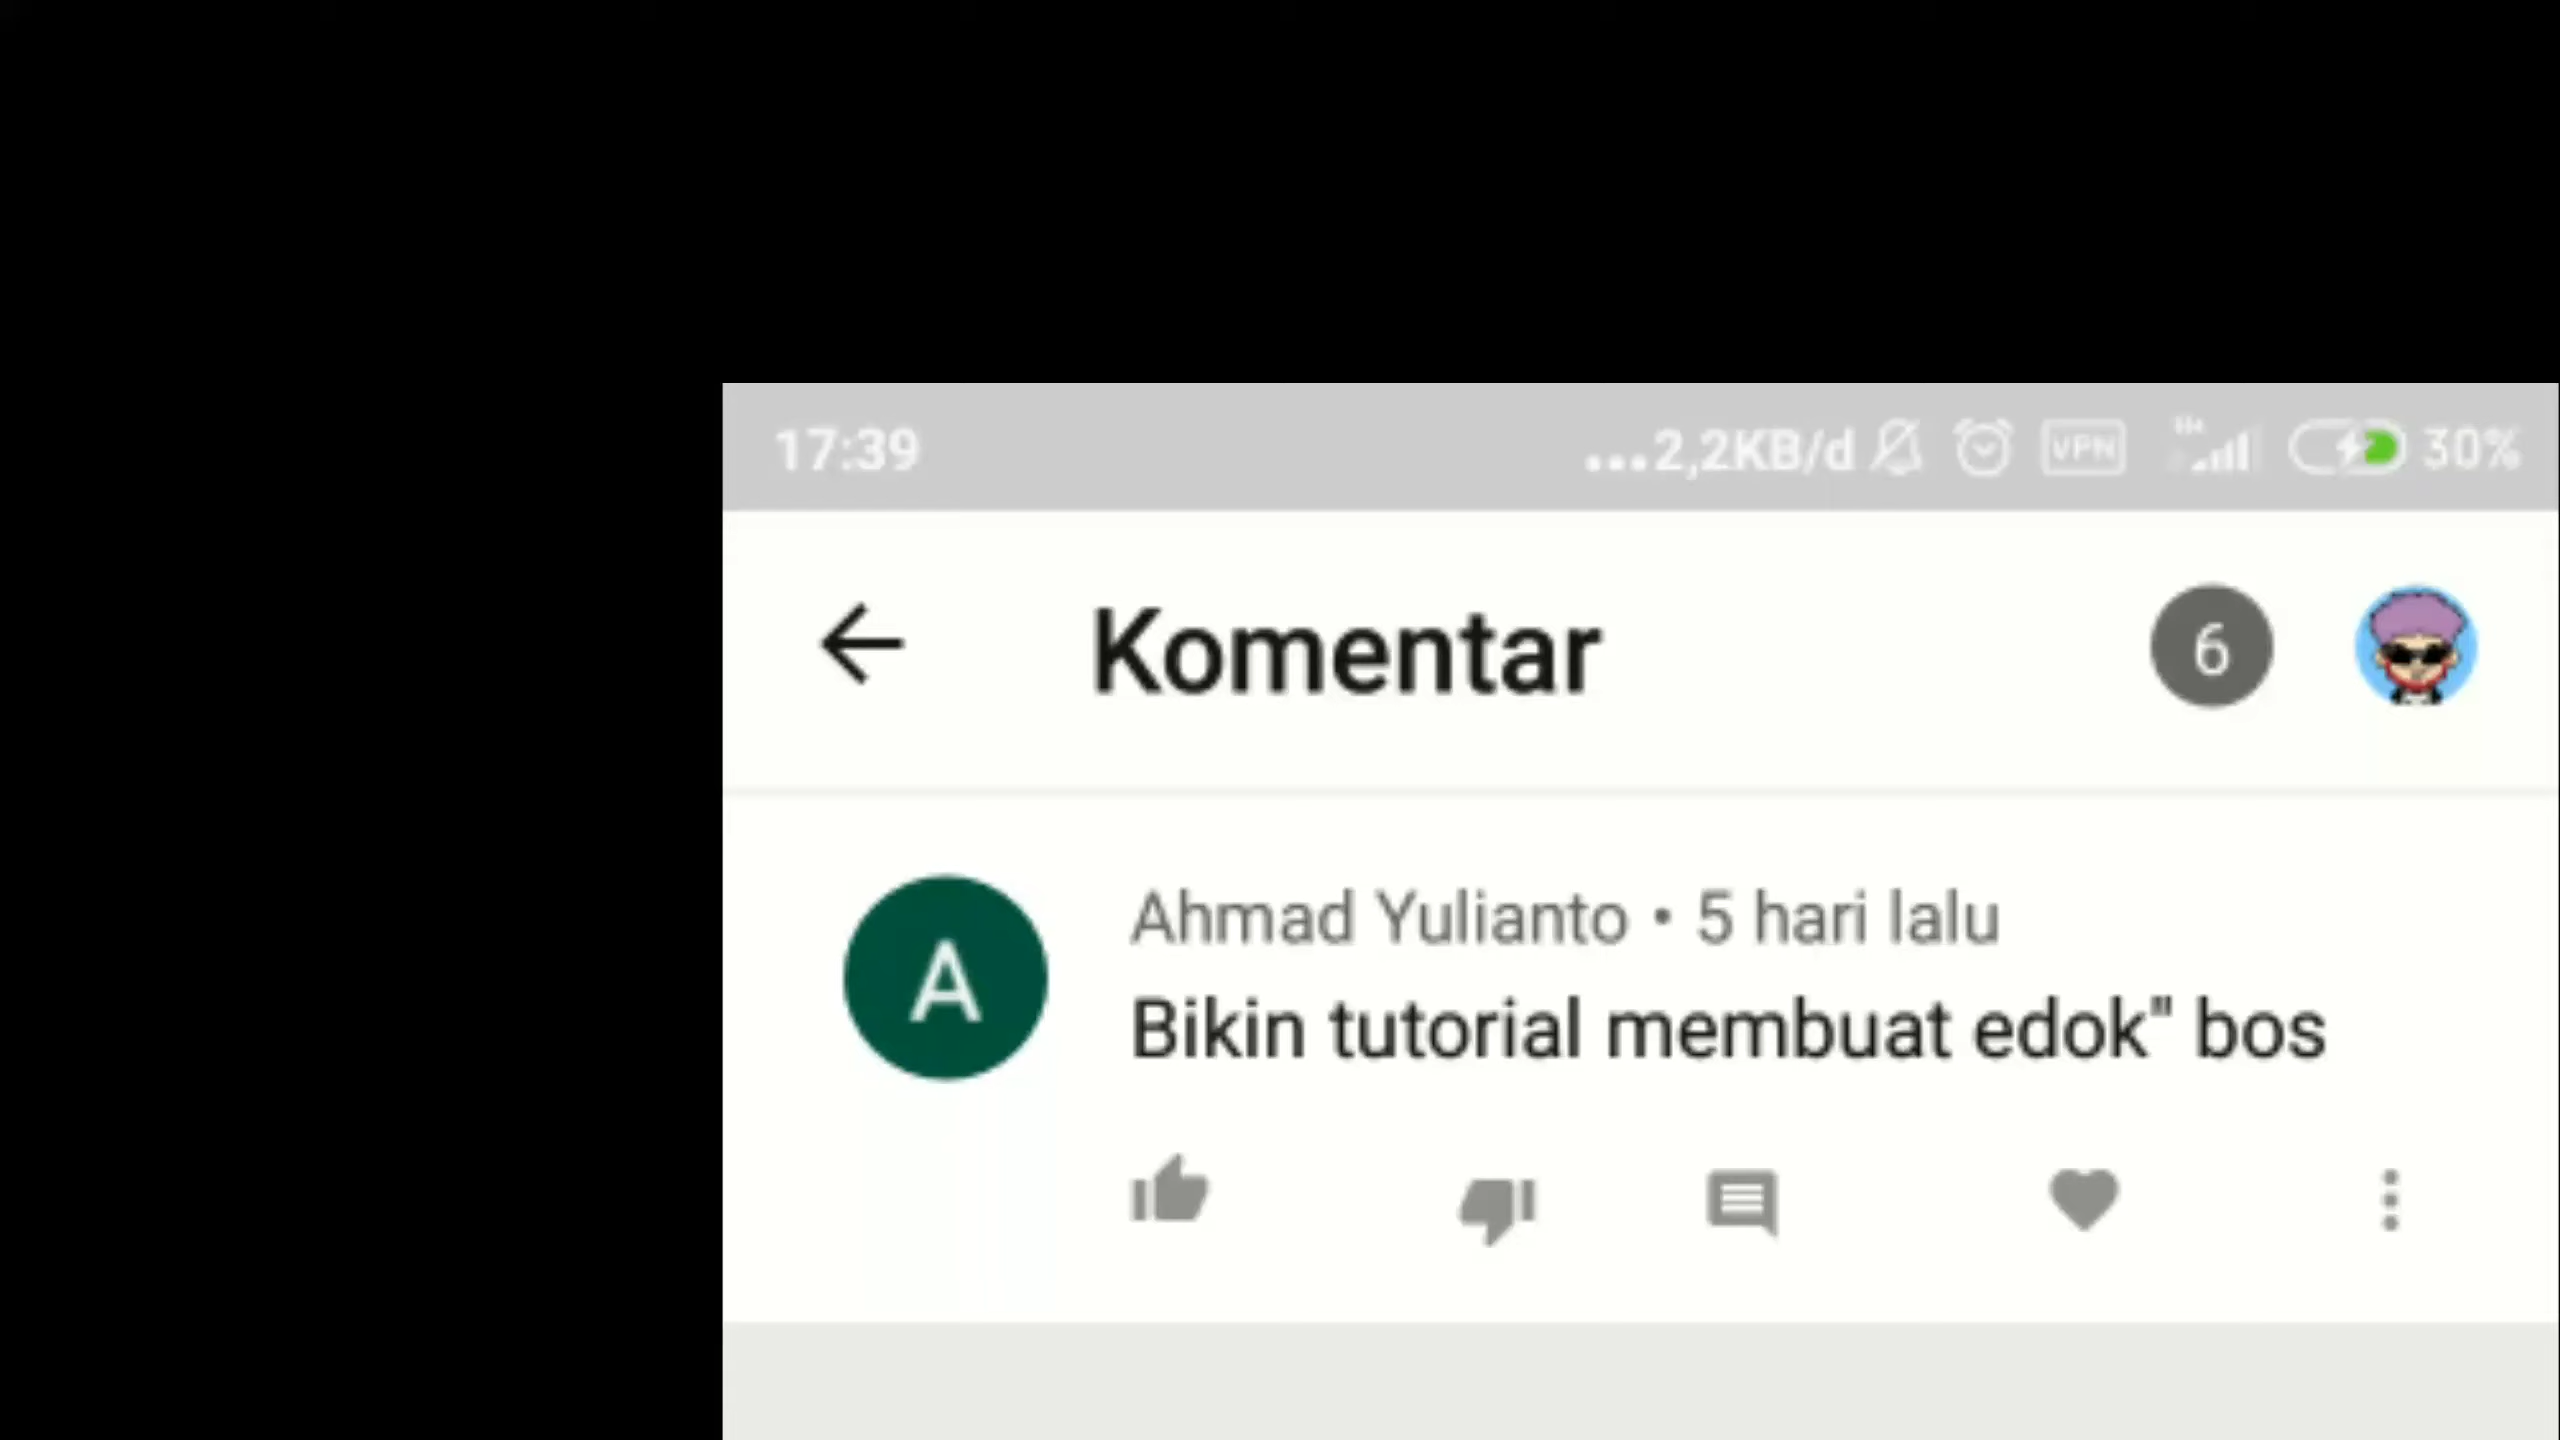 17:39 ...2,2KB/d VPN 30%
Komentar 6
A Ahmad Yulianto • 5 hari lalu
Bikin tutorial membuat edok" bos